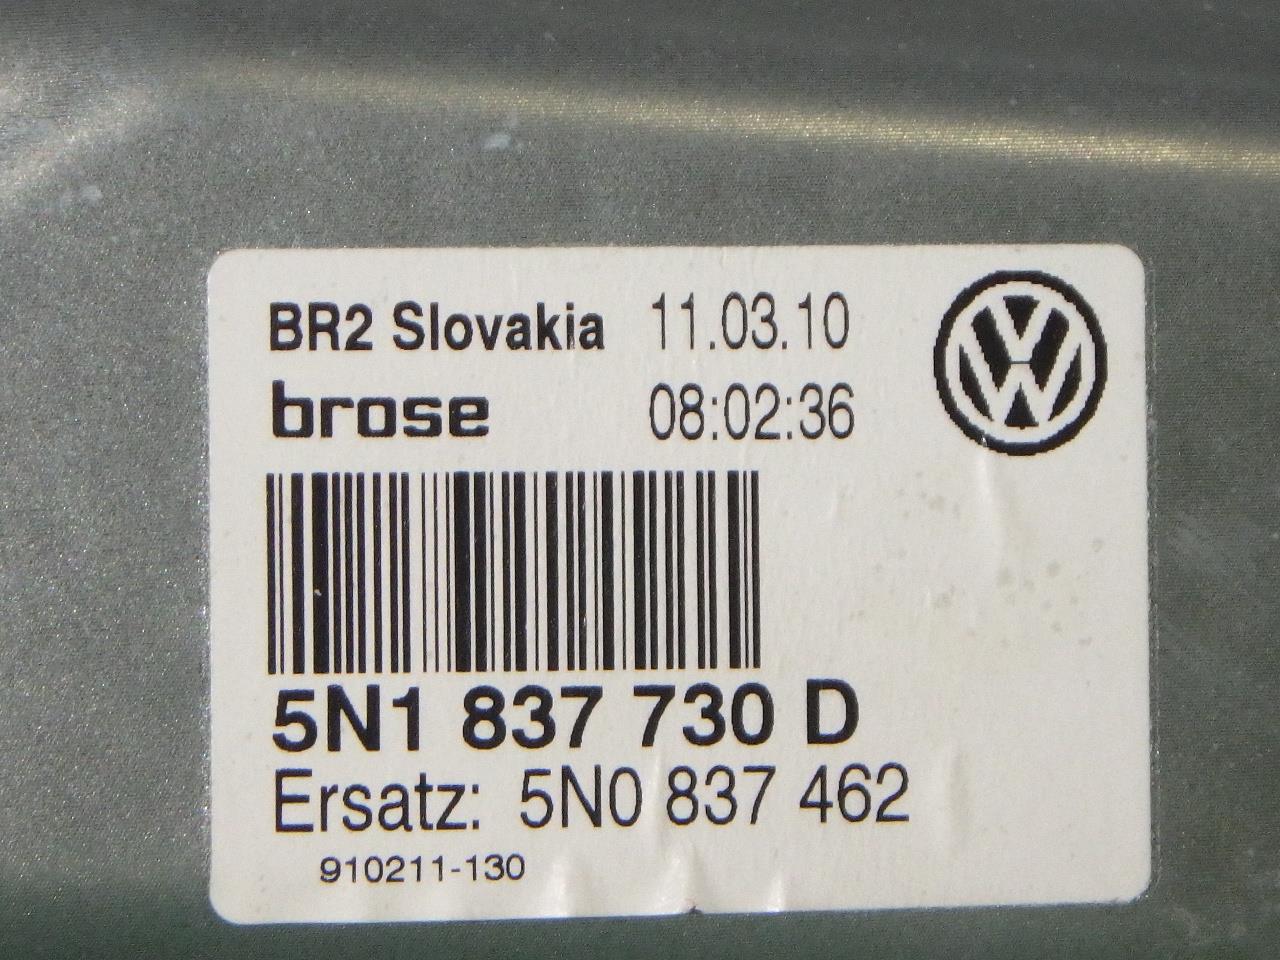 BR2 Slovakia 11.03.10
brose 08:02:36
5N1 837 730 D
Ersatz: 5N0 837 462
910211-130